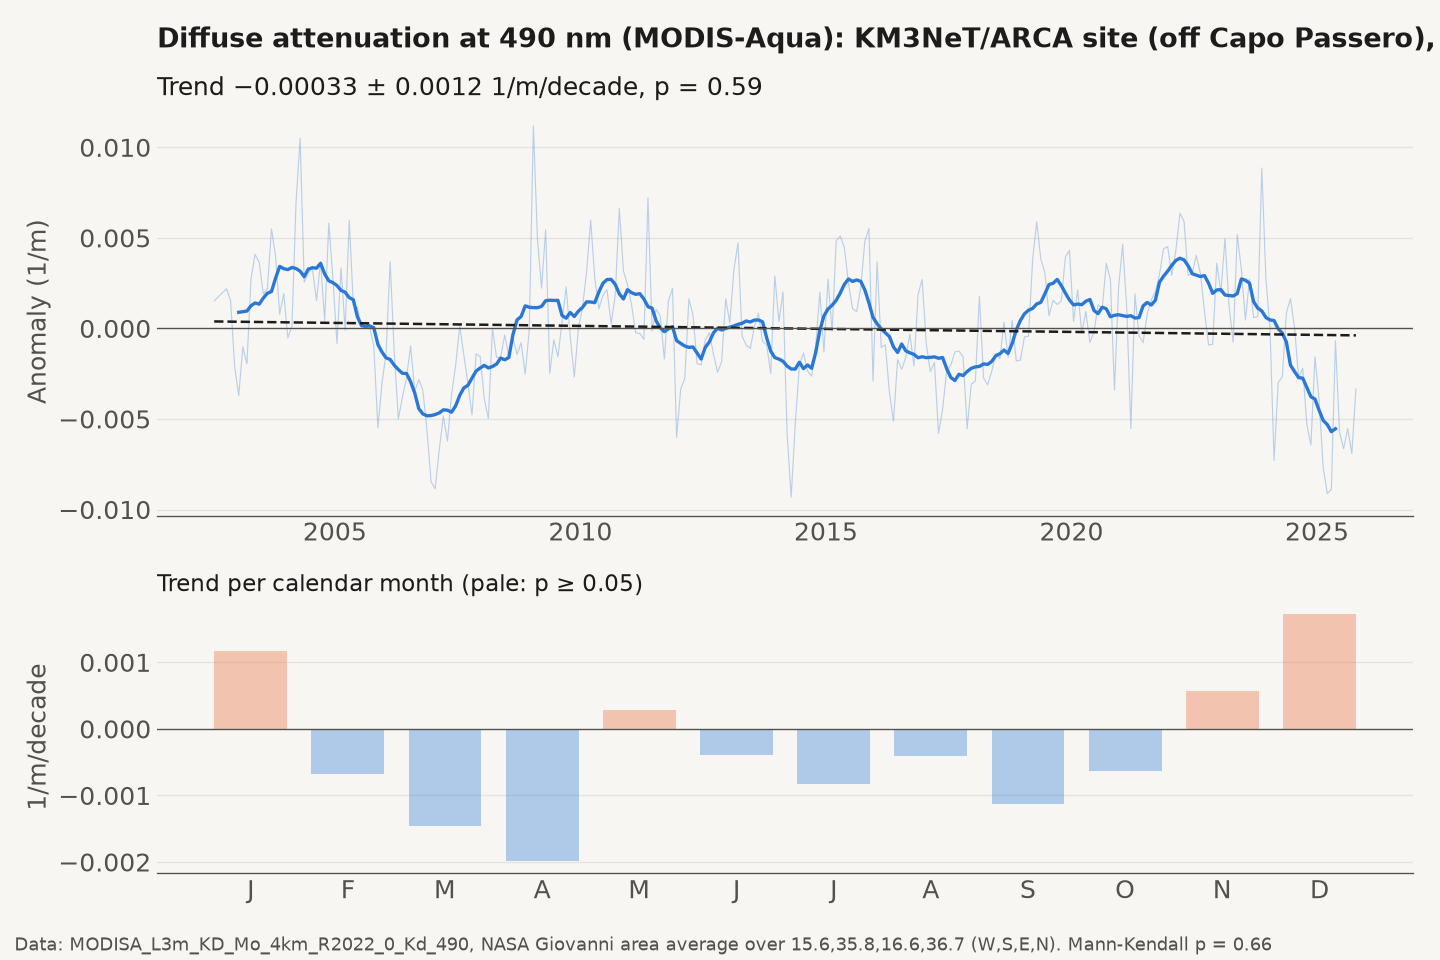 Diffuse attenuation at 490 nm (MODIS-Aqua): KM3NeT/ARCA site (off Capo Passero),
Trend −0.00033 ± 0.0012 1/m/decade, p = 0.59
Anomaly (1/m)
0.010
0.005
0.000
−0.005
−0.010
2005 2010 2015 2020 2025
Trend per calendar month (pale: p ≥ 0.05)
1/m/decade
0.001
0.000
−0.001
−0.002
J F M A M J J A S O N D
Data: MODISA_L3m_KD_Mo_4km_R2022_0_Kd_490, NASA Giovanni area average over 15.6,35.8,16.6,36.7 (W,S,E,N). Mann-Kendall p = 0.66